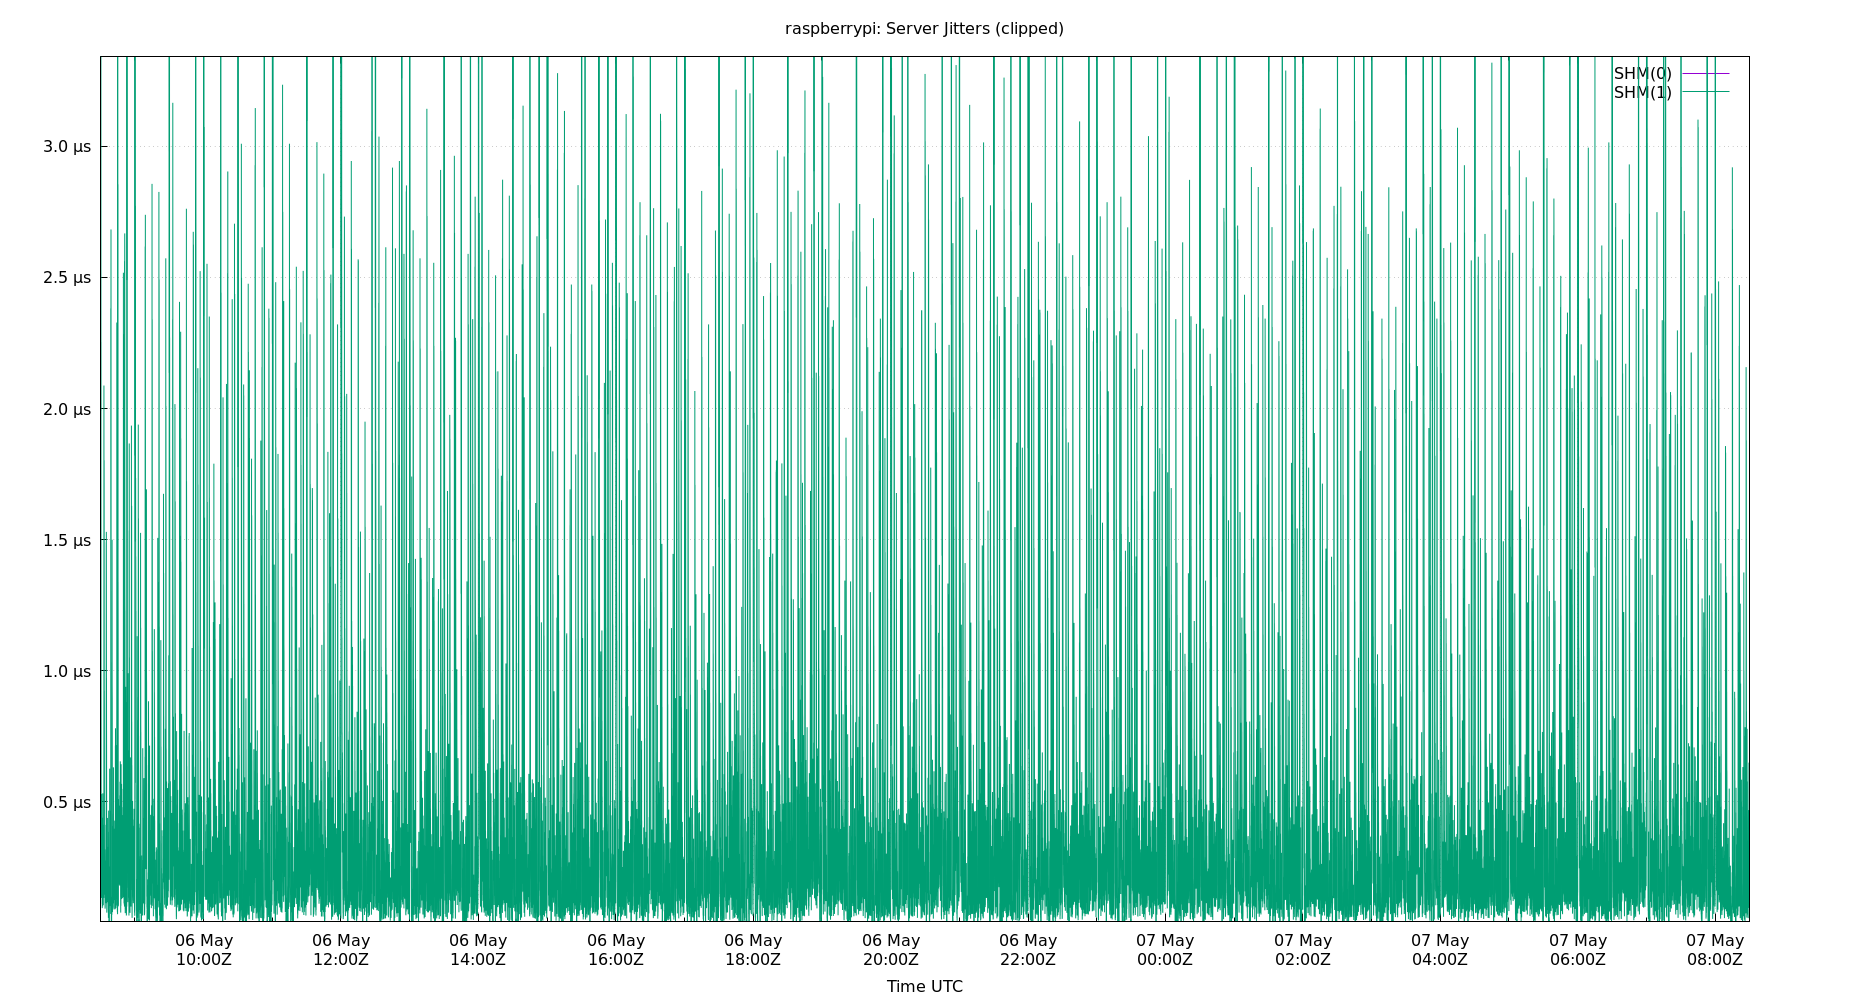 raspberrypi: Server Jitters (clipped)
SHM(0)
SHM(1)
3.0 μs
2.5 μs
2.0 μs
1.5 μs
1.0 μs
0.5 μs
06 May 06 May 06 May 06 May 06 May 06 May 06 May 07 May 07 May 07 May 07 May 07 May
10:00Z 12:00Z 14:00Z 16:00Z 18:00Z 20:00Z 22:00Z 00:00Z 02:00Z 04:00Z 06:00Z 08:00Z
Time UTC